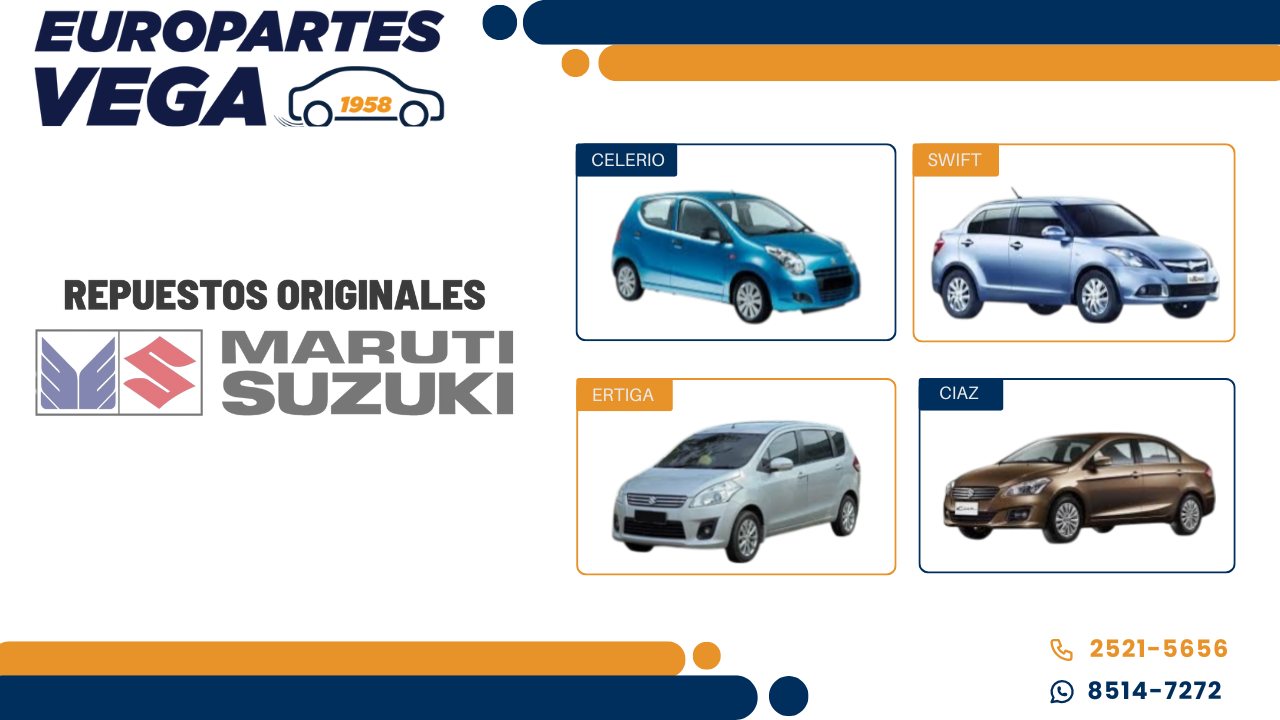 EUROPARTES
VEGA
1958
REPUESTOS ORIGINALES
MARUTI
SUZUKI
CELERIO
SWIFT
ERTIGA
CIAZ
2521-5656
8514-7272